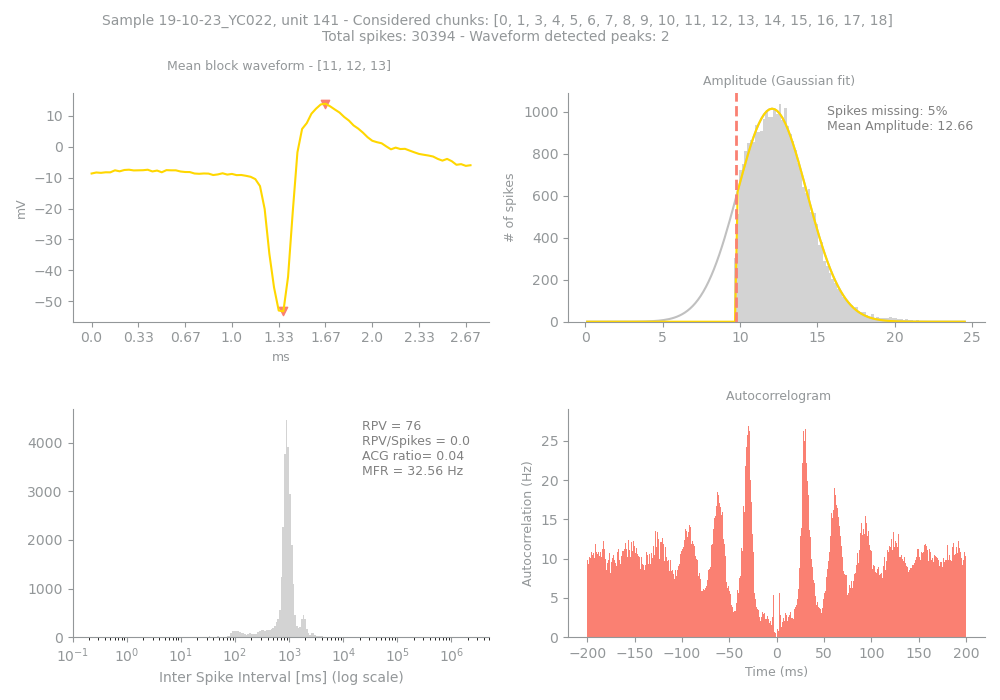 Sample 19-10-23_YC022, unit 141 - Considered chunks: [0, 1, 3, 4, 5, 6, 7, 8, 9, 10, 11, 12, 13, 14, 15, 16, 17, 18]
Total spikes: 30394 - Waveform detected peaks: 2
Mean block waveform - [11, 12, 13]
10
0
−10
−20
−30
−40
−50
mV
0.0 0.33 0.67 1.0 1.33 1.67 2.0 2.33 2.67
ms
Amplitude (Gaussian fit)
Spikes missing: 5%
Mean Amplitude: 12.66
1000
800
600
400
200
0
# of spikes
0 5 10 15 20 25
RPV = 76
RPV/Spikes = 0.0
ACG ratio= 0.04
MFR = 32.56 Hz
4000
3000
2000
1000
0
10⁻¹ 10⁰ 10¹ 10² 10³ 10⁴ 10⁵ 10⁶
Inter Spike Interval [ms] (log scale)
Autocorrelogram
25
20
15
10
5
0
Autocorrelation (Hz)
−200 −150 −100 −50 0 50 100 150 200
Time (ms)